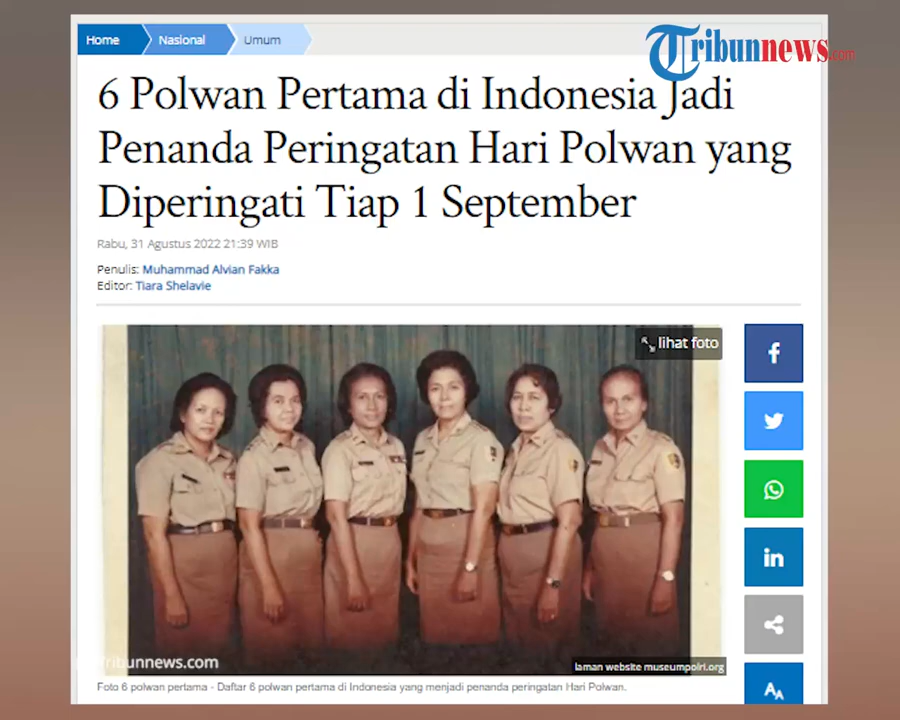 Home Nasional Umum
Tribunnews.com
6 Polwan Pertama di Indonesia Jadi
Penanda Peringatan Hari Polwan yang
Diperingati Tiap 1 September
Rabu, 31 Agustus 2022 21:39 WIB
Penulis: Muhammad Alvian Fakka
Editor: Tiara Shelavie
lihat foto
Tribunnews.com
laman website museumpolri.org
Foto 6 polwan pertama - Daftar 6 polwan pertama di Indonesia yang menjadi penanda peringatan Hari Polwan.
f
in
AA